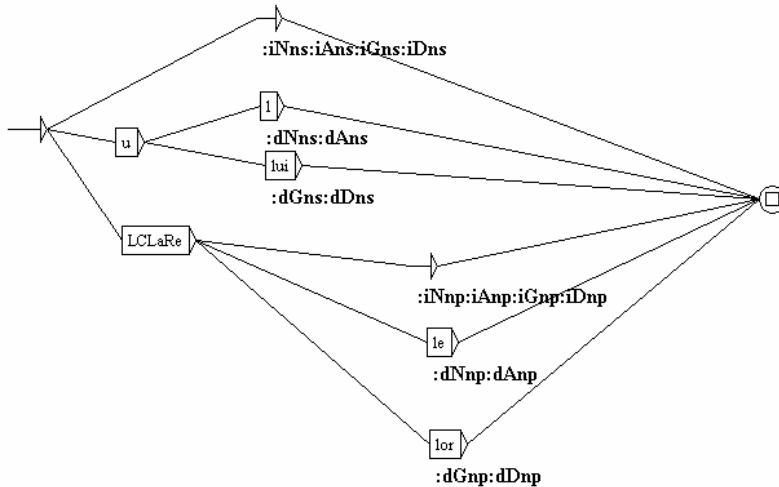 :iNns:iAns:iGns:iDns
l
:dNns:dAns
u
lui
:dGns:dDns
LCLaRe
:iNnp:iAnp:iGnp:iDnp
le
:dNnp:dAnp
lor
:dGnp:dDnp